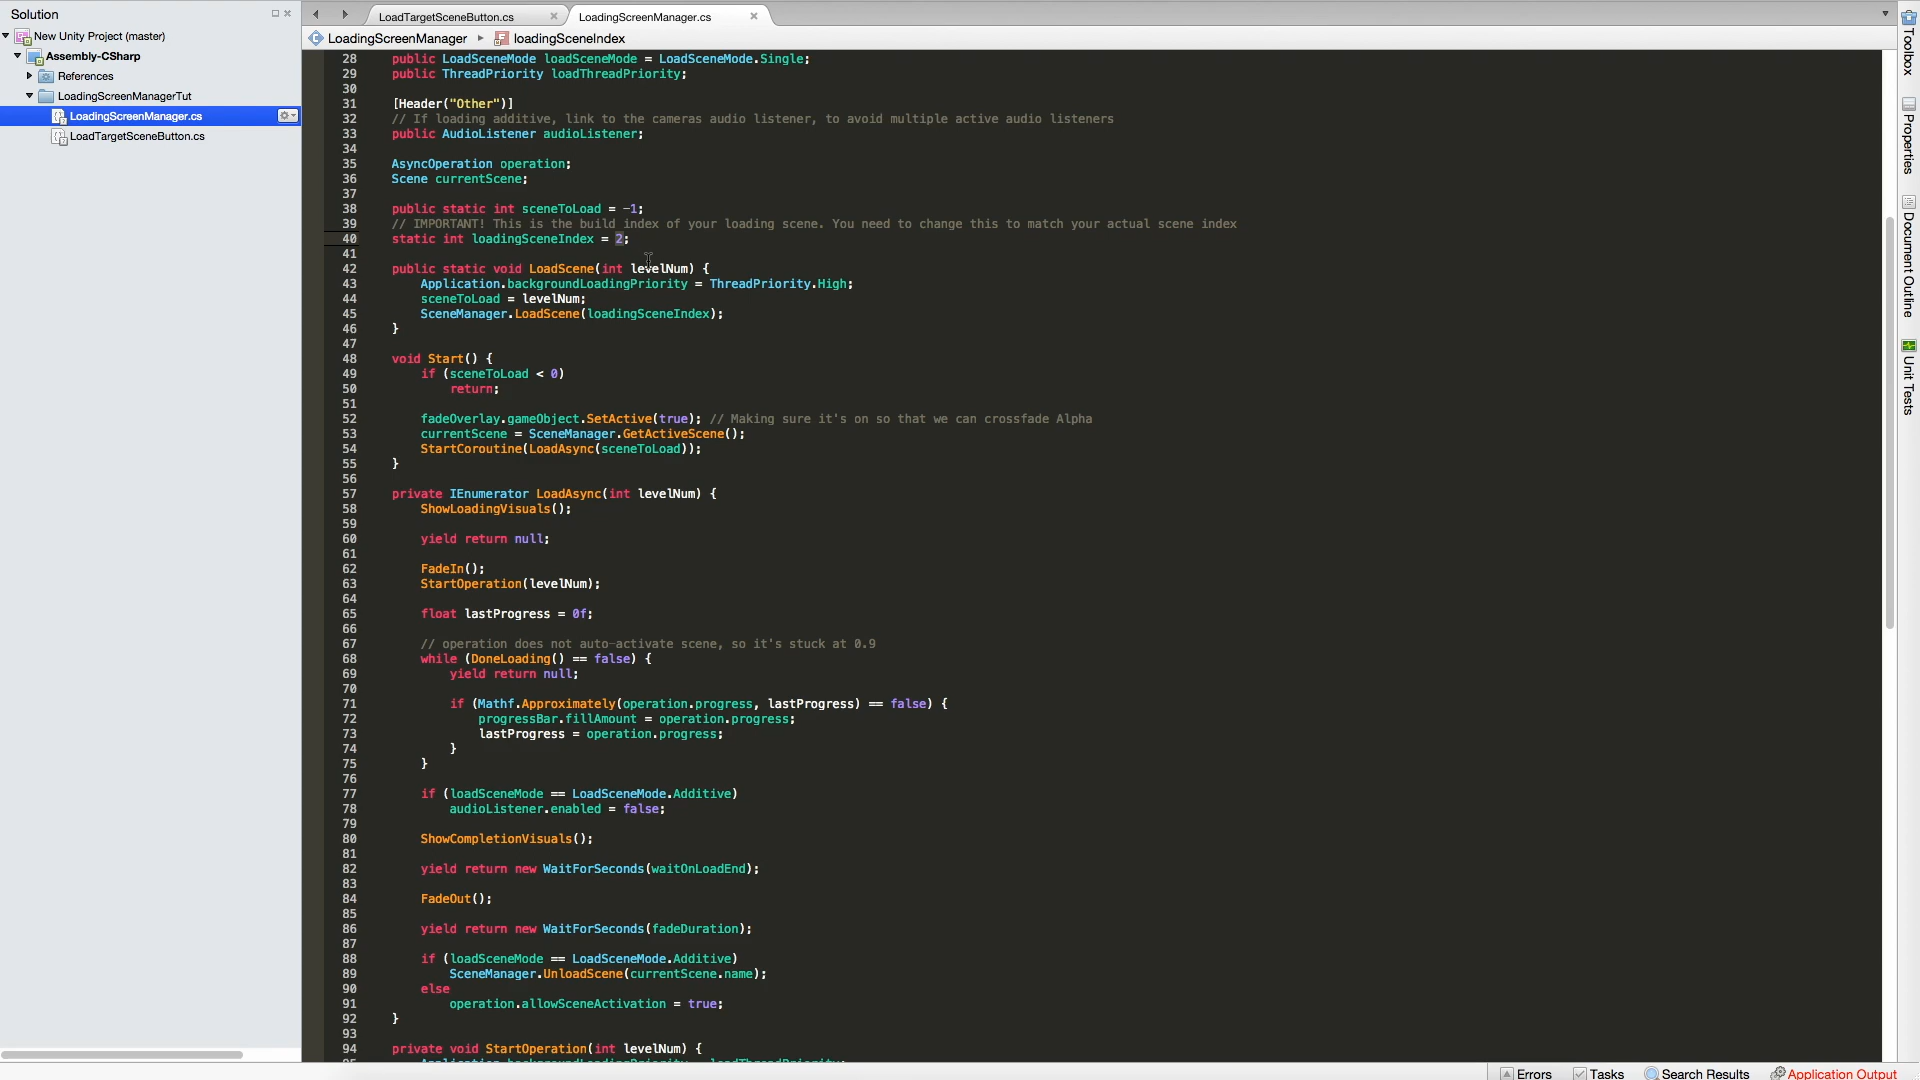 Solution
New Unity Project (master)
Assembly-CSharp
References
LoadingScreenManagerTut
LoadingScreenManager.cs
LoadTargetSceneButton.cs
LoadTargetSceneButton.cs
LoadingScreenManager.cs
LoadingScreenManager
loadingSceneIndex
28 public LoadSceneMode loadSceneMode = LoadSceneMode.Single;
29 public ThreadPriority loadThreadPriority;
30
31 [Header("Other")]
32 // If loading additive, link to the cameras audio listener, to avoid multiple active audio listeners
33 public AudioListener audioListener;
34
35 AsyncOperation operation;
36 Scene currentScene;
37
38 public static int sceneToLoad = -1;
39 // IMPORTANT! This is the build index of your loading scene. You need to change this to match your actual scene index
40 static int loadingSceneIndex = 2;
41
42 public static void LoadScene(int levelNum) {
43 Application.backgroundLoadingPriority = ThreadPriority.High;
44 sceneToLoad = levelNum;
45 SceneManager.LoadScene(loadingSceneIndex);
46 }
47
48 void Start() {
49 if (sceneToLoad < 0)
50 return;
51
52 fadeOverlay.gameObject.SetActive(true); // Making sure it's on so that we can crossfade Alpha
53 currentScene = SceneManager.GetActiveScene();
54 StartCoroutine(LoadAsync(sceneToLoad));
55 }
56
57 private IEnumerator LoadAsync(int levelNum) {
58 ShowLoadingVisuals();
59
60 yield return null;
61
62 FadeIn();
63 StartOperation(levelNum);
64
65 float lastProgress = 0f;
66
67 // operation does not auto-activate scene, so it's stuck at 0.9
68 while (DoneLoading() == false) {
69 yield return null;
70
71 if (Mathf.Approximately(operation.progress, lastProgress) == false) {
72 progressBar.fillAmount = operation.progress;
73 lastProgress = operation.progress;
74 }
75 }
76
77 if (loadSceneMode == LoadSceneMode.Additive)
78 audioListener.enabled = false;
79
80 ShowCompletionVisuals();
81
82 yield return new WaitForSeconds(waitOnLoadEnd);
83
84 FadeOut();
85
86 yield return new WaitForSeconds(fadeDuration);
87
88 if (loadSceneMode == LoadSceneMode.Additive)
89 SceneManager.UnloadScene(currentScene.name);
90 else
91 operation.allowSceneActivation = true;
92 }
93
94 private void StartOperation(int levelNum) {
Toolbox
Properties
Document Outline
Unit Tests
Errors
Tasks
Search Results
Application Output